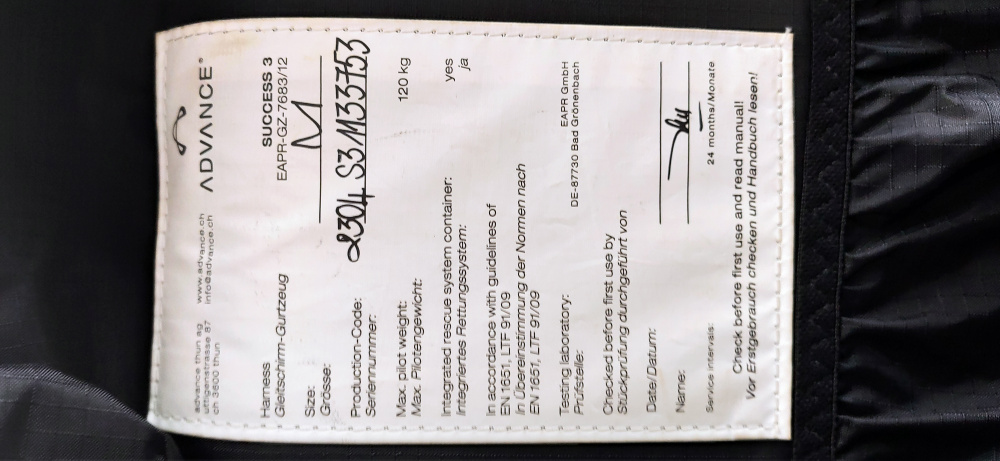 ADVANCE®
advance thun ag www.advance.ch
uttigenstrasse 87 info@advance.ch
ch 3600 thun
Harness SUCCESS 3
Gleitschirm-Gurtzeug EAPR-GZ-7683/12
Size: M
Grösse:
Production-Code: 2304 S3 M33753
Seriennummer:
Max. pilot weight: 120 kg
Max. Pilotengewicht:
Integrated rescue system container: yes
Integriertes Rettungssystem: ja
In accordance with guidelines of
EN 1651, LTF 91/09
In Übereinstimmung der Normen nach
EN 1651, LTF 91/09
Testing laboratory: EAPR GmbH
Prüfstelle: DE-87730 Bad Grönenbach
Checked before first use by
Stückprüfung durchgeführt von
Date/Datum:
Name:
Service intervals: 24 months/Monate
Check before first use and read manual!
Vor Erstgebrauch checken und Handbuch lesen!